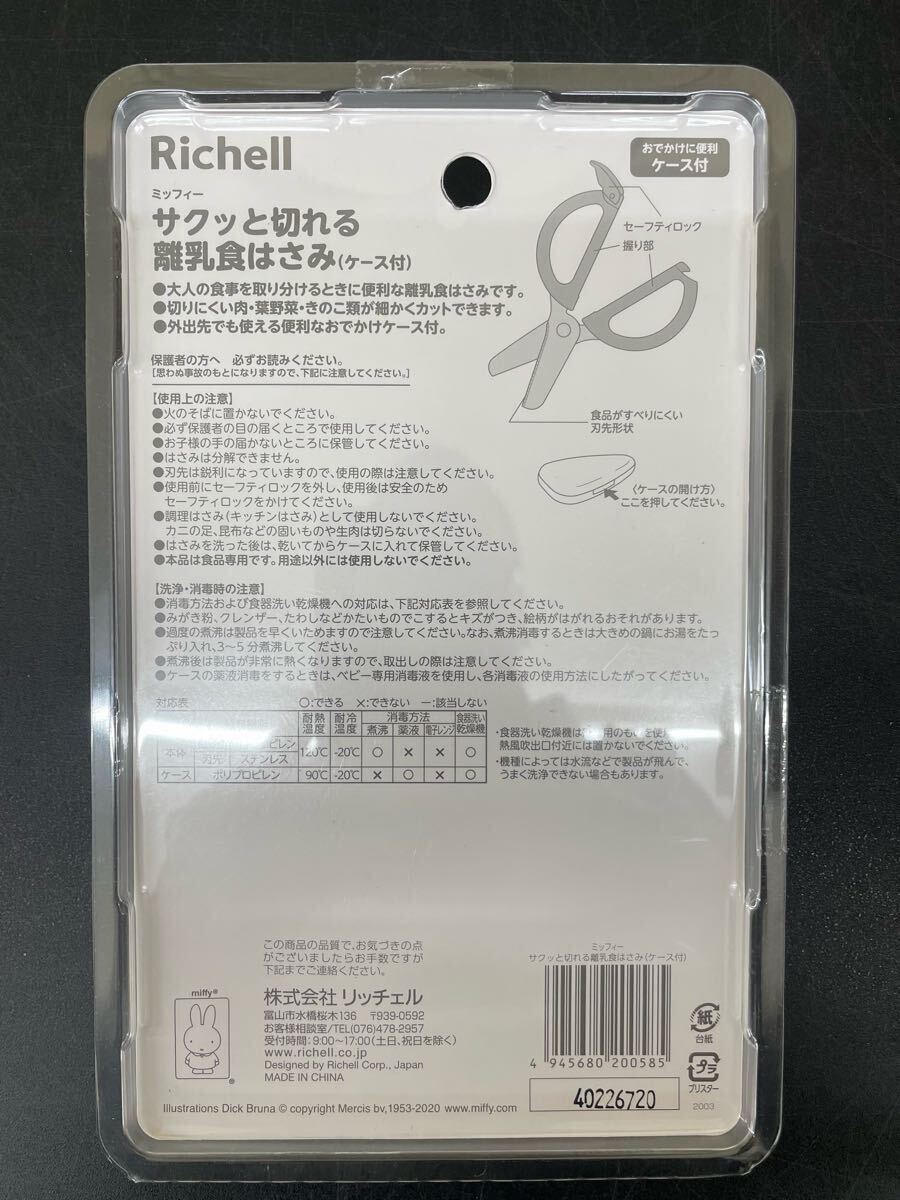 Richell
おでかけに便利
ケース付
ミッフィー
サクッと切れる
離乳食はさみ(ケース付)
●大人の食事を取り分けるときに便利な離乳食はさみです。
●切りにくい肉・葉野菜・きのこ類が細かくカットできます。
●外出先でも使える便利なおでかけケース付。
セーフティロック
握り部
食品がすべりにくい
刃先形状
〈ケースの開け方〉
ここを押してください。
保護者の方へ 必ずお読みください。
[思わぬ事故のもとになりますので、下記に注意してください。]
【使用上の注意】
●火のそばに置かないでください。
●必ず保護者の目の届くところで使用してください。
●お子様の手の届かないところに保管してください。
●はさみは分解できません。
●刃先は鋭利になっていますので、使用の際は注意してください。
●使用前にセーフティロックを外し、使用後は安全のため
セーフティロックをかけてください。
●調理はさみ(キッチンはさみ)として使用しないでください。
カニの足、昆布などの固いものや生肉は切らないでください。
●はさみを洗った後は、乾いてからケースに入れて保管してください。
●本品は食品専用です。用途以外には使用しないでください。
【洗浄・消毒時の注意】
●消毒方法および食器洗い乾燥機への対応は、下記対応表を参照してください。
●みがき粉、クレンザー、たわしなどかたいものでこするとキズがつき、絵柄がはがれるおそれがあります。
●過度の煮沸は製品を早くいためますので注意してください。なお、煮沸消毒するときは大きめの鍋にお湯をたっ
ぷり入れ、3〜5分煮沸してください。
●煮沸後は製品が非常に熱くなりますので、取出しの際は注意してください。
●ケースの薬液消毒をするときは、ベビー専用消毒液を使用し、各消毒液の使用方法にしたがってください。
対応表 ○:できる ×:できない ー:該当しない
耐熱温度 耐冷温度 消毒方法 食器洗い乾燥機
煮沸 薬液 電子レンジ
本体 ピレン 120℃ -20℃ ○ × × ○
刃先 ステンレス
ケース ポリプロピレン 90℃ -20℃ × ○ × ○
・食器洗い乾燥機は 用のものを使
熱風吹出口付近には置かないでください。
・機種によっては水流などで製品が飛んで、
うまく洗浄できない場合もあります。
この商品の品質で、お気づきの点
がございましたらお手数ですが
下記までご連絡ください。
miffy®
株式会社 リッチェル
富山市水橋桜木136 〒939-0592
お客様相談室/TEL(076)478-2957
受付時間:9:00〜17:00(土日、祝日を除く)
www.richell.co.jp
Designed by Richell Corp., Japan
MADE IN CHINA
Illustrations Dick Bruna © copyright Mercis bv,1953-2020 www.miffy.com
ミッフィー
サクッと切れる離乳食はさみ(ケース付)
4 945680 200585
40226720
紙
台紙
プラ
ブリスター
2003